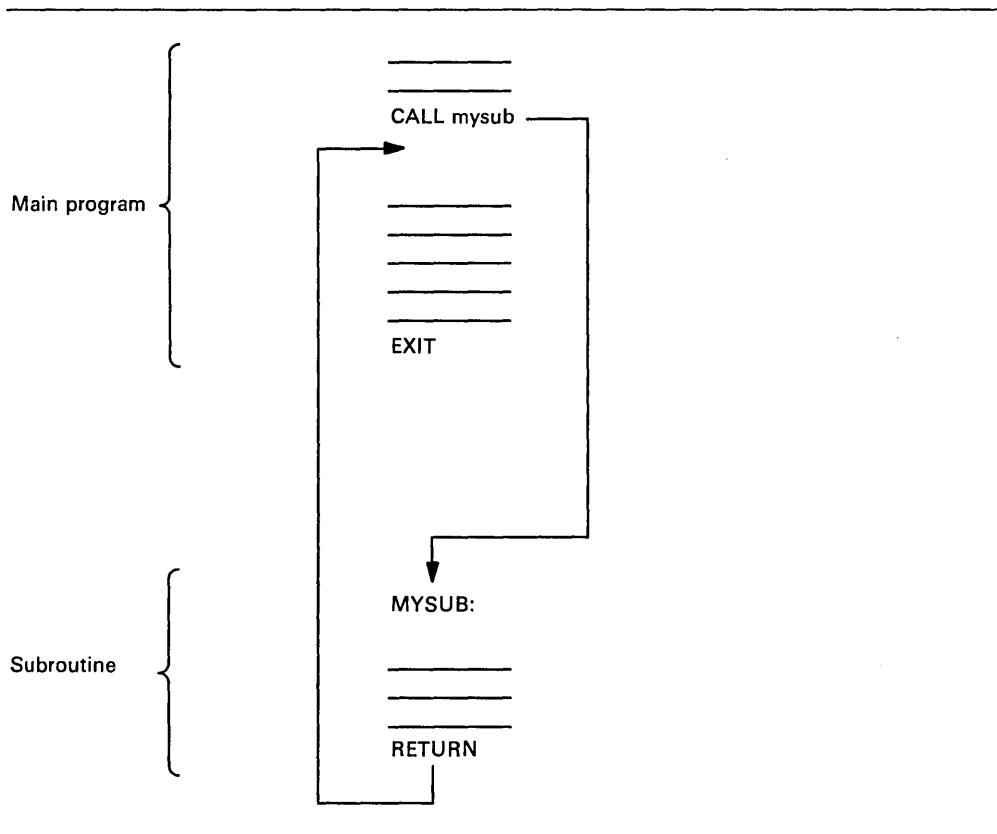 CALL mysub
Main program
EXIT
MYSUB:
Subroutine
RETURN